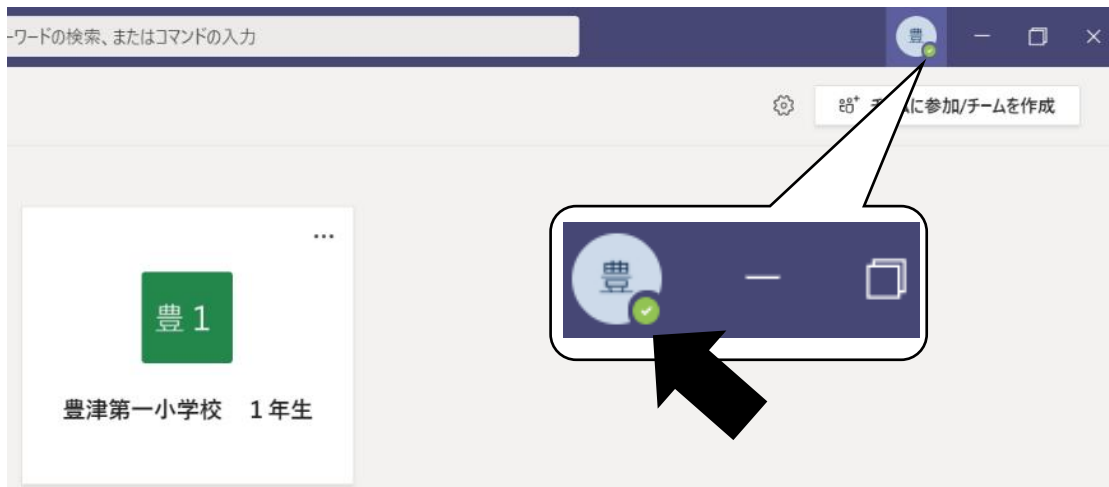 ーワードの検索、またはコマンドの入力
豊
に参加/チームを作成
豊
豊 1
豊津第一小学校　１年生